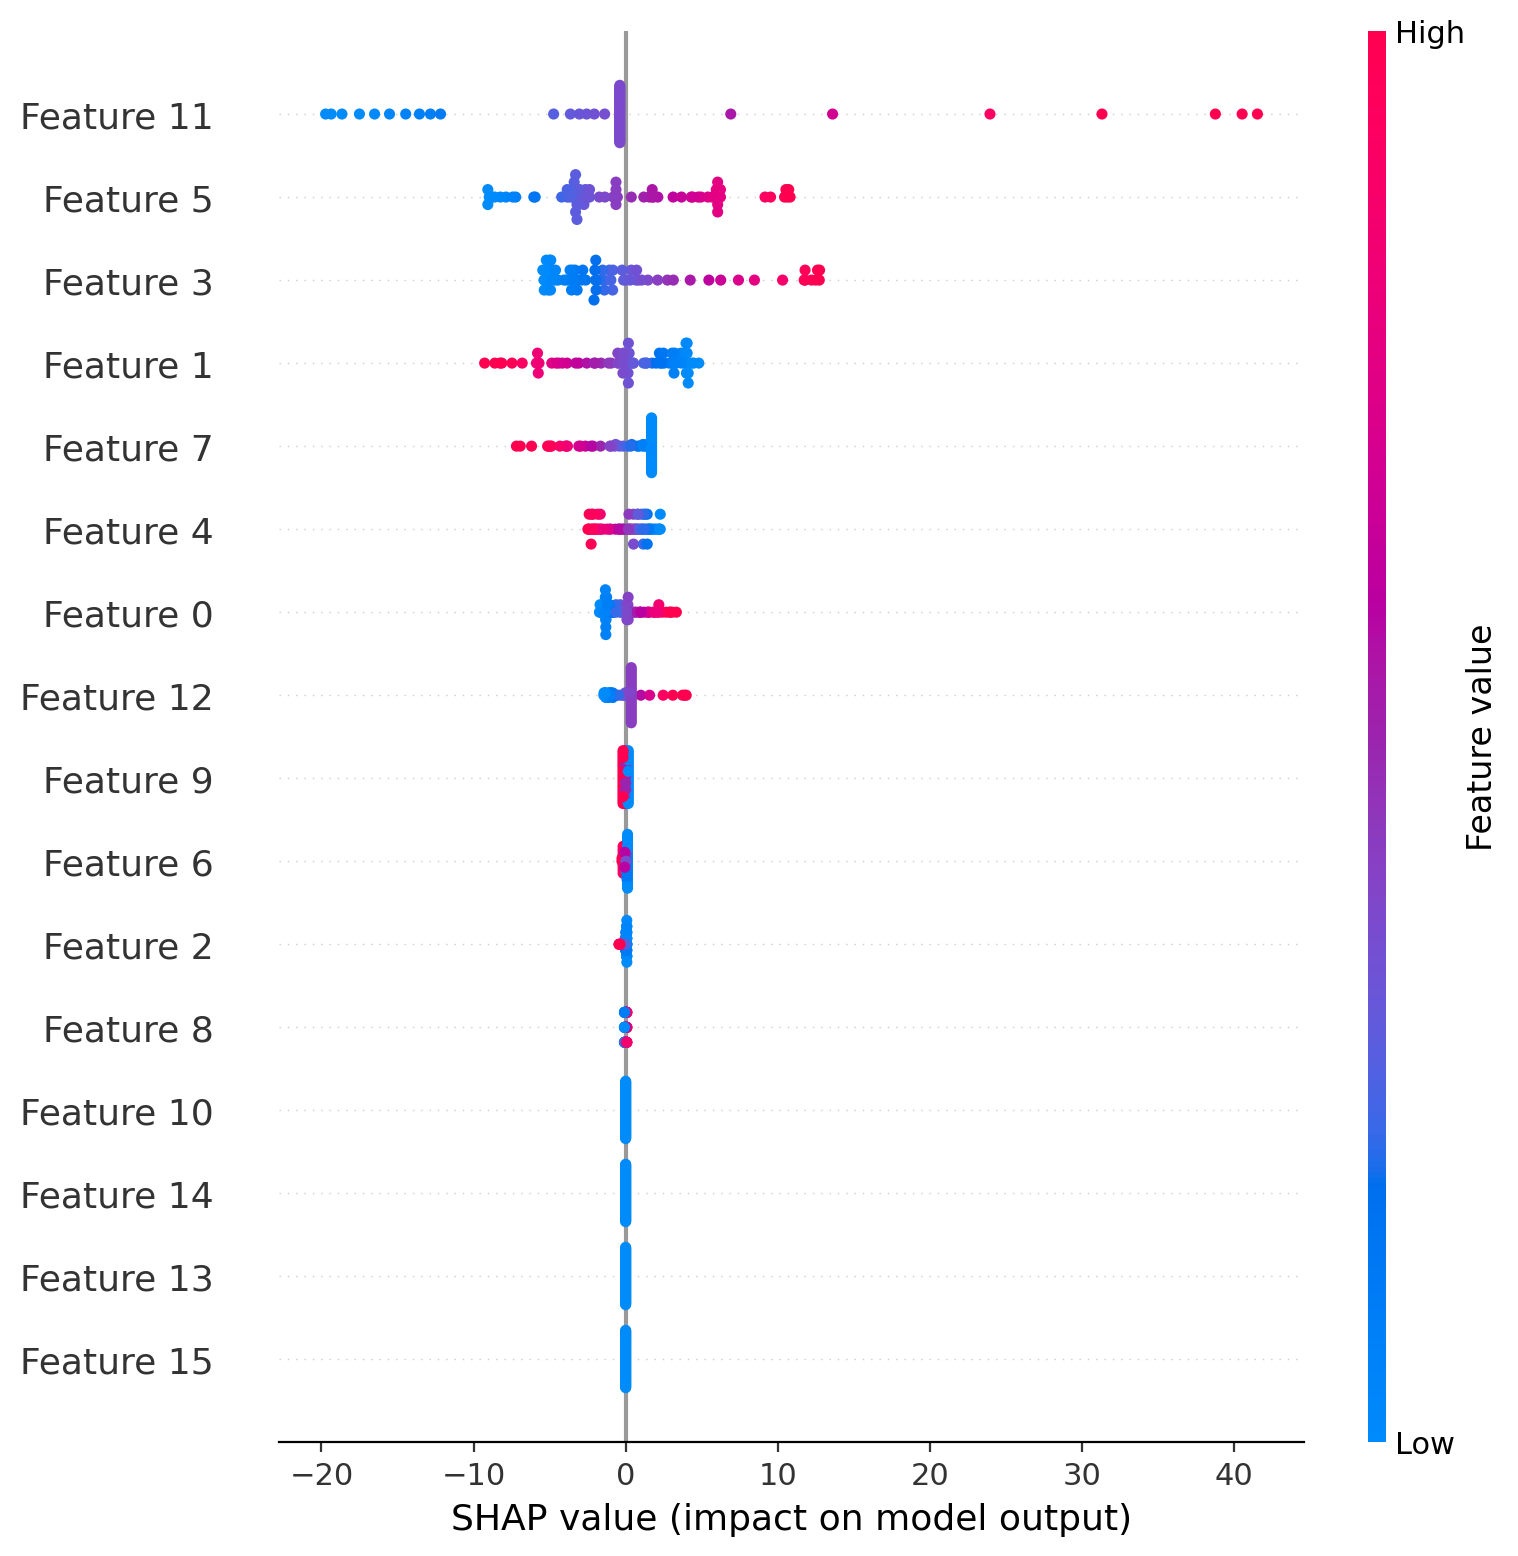 High
Feature 11
Feature 5
Feature 3
Feature 1
Feature 7
Feature 4
Feature 0
Feature 12
Feature 9
Feature 6
Feature 2
Feature 8
Feature 10
Feature 14
Feature 13
Feature 15
Feature value
Low
−20 −10 0 10 20 30 40
SHAP value (impact on model output)